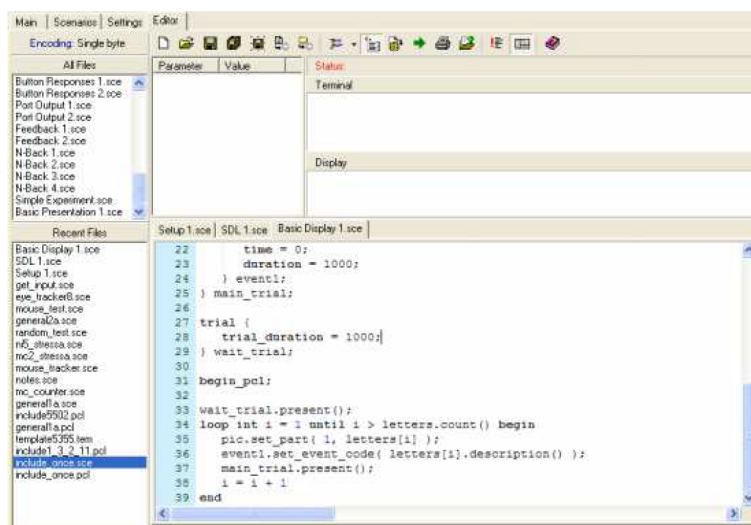 Main Scenarios Settings Editor
Encoding: Single byte
All Files
Button Responses 1.sce
Button Responses 2.sce
Port Output 1.sce
Port Output 2.sce
Feedback 1.sce
Feedback 2.sce
N-Back 1.sce
N-Back 2.sce
N-Back 3.sce
N-Back 4.sce
Simple Experiment.sce
Basic Presentation 1.sce
Parameter Value
Status:
Terminal
Display
Recent Files
Basic Display 1.sce
SDL 1.sce
Setup 1.sce
get_input.sce
eye_tracker8.sce
mouse_test.sce
general2a.sce
random_test.sce
nf5_stressa.sce
mc2_stressa.sce
mouse_tracker.sce
notes.sce
mc_counter.sce
general1a.sce
include5502.pcl
general1a.pcl
template5355.tem
include1_3_2_11.pcl
include_once.sce
include_once.pcl
Setup 1.sce SDL 1.sce Basic Display 1.sce
22 time = 0;
23 duration = 1000;
24 } event1;
25 } main_trial;
26
27 trial {
28 trial_duration = 1000;
29 } wait_trial;
30
31 begin_pcl;
32
33 wait_trial.present();
34 loop int i = 1 until i > letters.count() begin
35 pic.set_part( 1, letters[i] );
36 event1.set_event_code( letters[i].description() );
37 main_trial.present();
38 i = i + 1
39 end